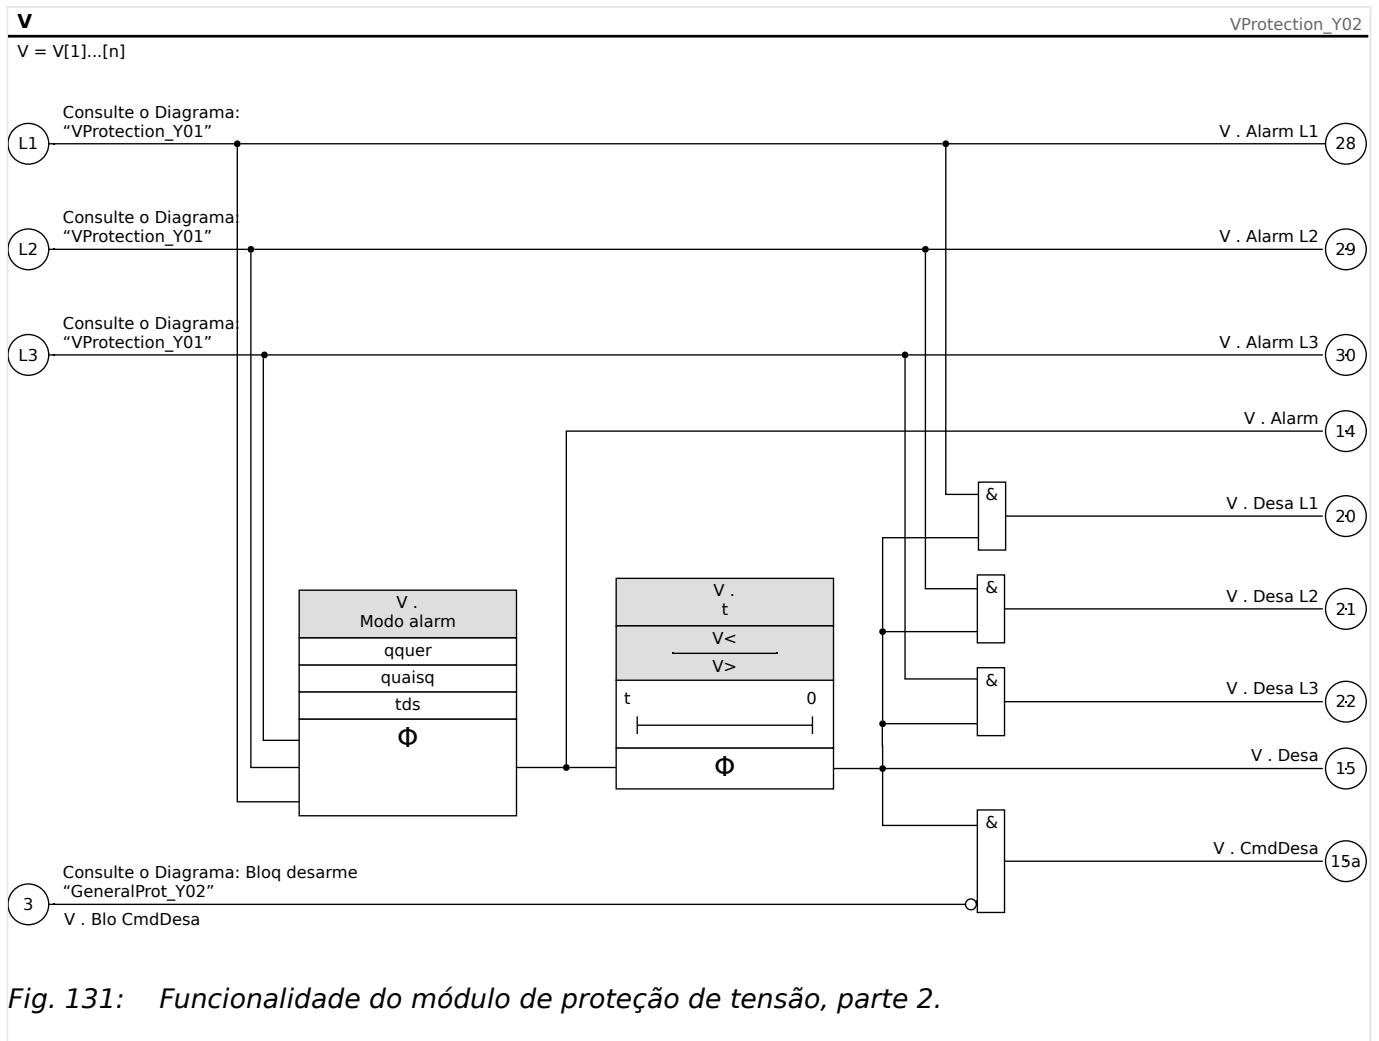 V
VProtection_Y02
V = V[1]...[n]
Consulte o Diagrama:
“VProtection_Y01”
L1
V . Alarm L1
28
Consulte o Diagrama:
“VProtection_Y01”
L2
V . Alarm L2
29
Consulte o Diagrama:
“VProtection_Y01”
L3
V . Alarm L3
30
V . Alarm
14
&
V . Desa L1
20
V .
Modo alarm
qquer
quaisq
tds
Φ
V .
t
V<
V>
t 0
Φ
&
V . Desa L2
21
&
V . Desa L3
22
V . Desa
15
&
V . CmdDesa
15a
Consulte o Diagrama: Bloq desarme
“GeneralProt_Y02”
3
V . Blo CmdDesa
Fig. 131: Funcionalidade do módulo de proteção de tensão, parte 2.